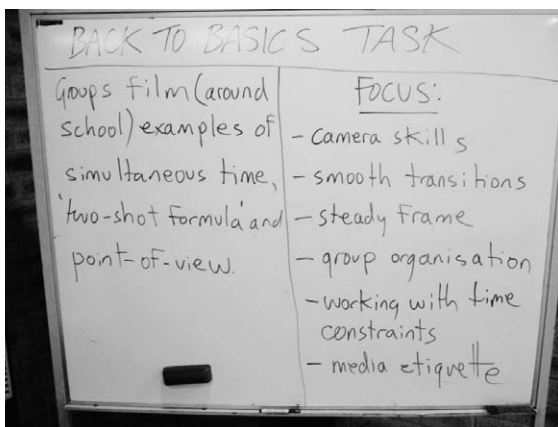 BACK TO BASICS TASK
Groups film (around
school) examples of
simultaneous time,
'two-shot formula' and
point-of-view.
FOCUS:
- camera skills
- smooth transitions
- steady frame
- group organisation
- working with time
constraints
- media etiquette